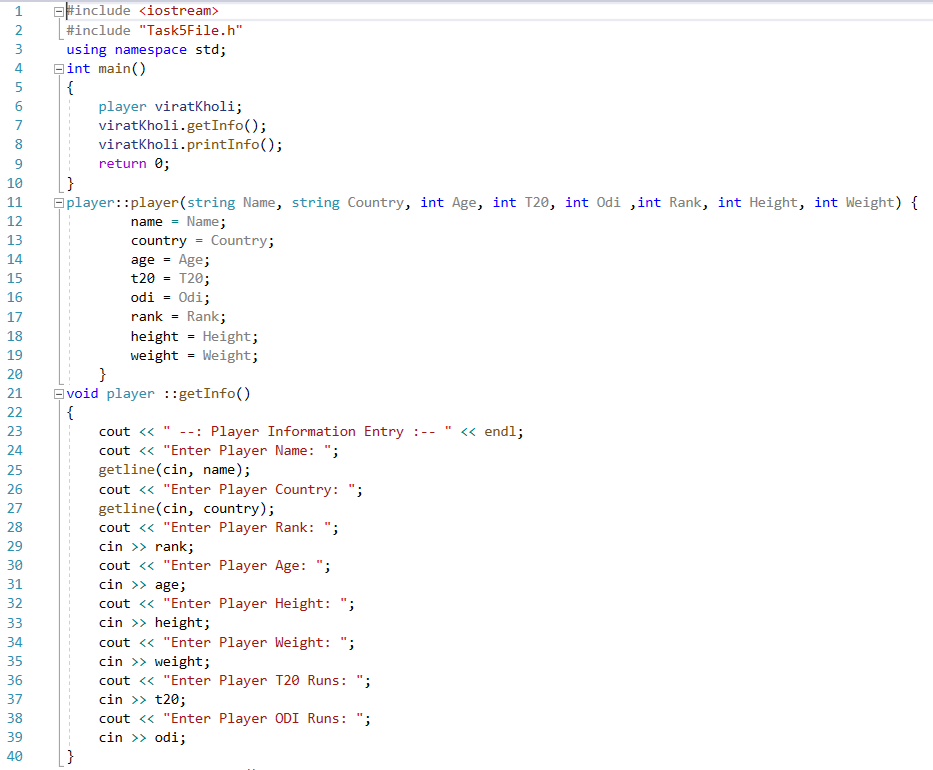 1 #include <iostream>
2 #include "Task5File.h"
3 using namespace std;
4 int main()
5 {
6 player viratKholi;
7 viratKholi.getInfo();
8 viratKholi.printInfo();
9 return 0;
10 }
11 player::player(string Name, string Country, int Age, int T20, int Odi ,int Rank, int Height, int Weight) {
12 name = Name;
13 country = Country;
14 age = Age;
15 t20 = T20;
16 odi = Odi;
17 rank = Rank;
18 height = Height;
19 weight = Weight;
20 }
21 void player ::getInfo()
22 {
23 cout << " --: Player Information Entry :-- " << endl;
24 cout << "Enter Player Name: ";
25 getline(cin, name);
26 cout << "Enter Player Country: ";
27 getline(cin, country);
28 cout << "Enter Player Rank: ";
29 cin >> rank;
30 cout << "Enter Player Age: ";
31 cin >> age;
32 cout << "Enter Player Height: ";
33 cin >> height;
34 cout << "Enter Player Weight: ";
35 cin >> weight;
36 cout << "Enter Player T20 Runs: ";
37 cin >> t20;
38 cout << "Enter Player ODI Runs: ";
39 cin >> odi;
40 }